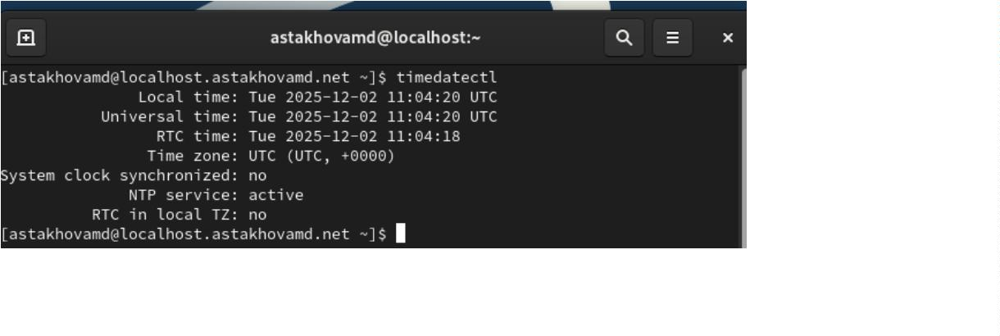 astakhovamd@localhost:~
[astakhovamd@localhost.astakhovamd.net ~]$ timedatectl
Local time: Tue 2025-12-02 11:04:20 UTC
Universal time: Tue 2025-12-02 11:04:20 UTC
RTC time: Tue 2025-12-02 11:04:18
Time zone: UTC (UTC, +0000)
System clock synchronized: no
NTP service: active
RTC in local TZ: no
[astakhovamd@localhost.astakhovamd.net ~]$